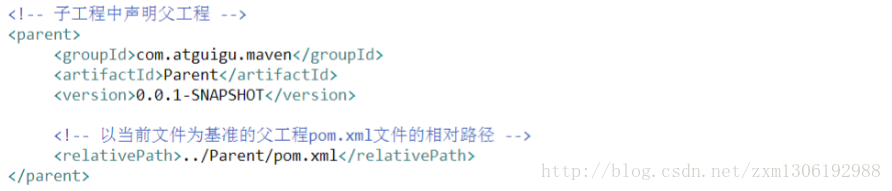 <!-- 子工程中声明父工程 -->
<parent>
<groupId>com.atguigu.maven</groupId>
<artifactId>Parent</artifactId>
<version>0.0.1-SNAPSHOT</version>
<!-- 以当前文件为基准的父工程pom.xml文件的相对路径 -->
<relativePath>../Parent/pom.xml</relativePath>
</parent>
http://blog.csdn.net/zxm1306192988